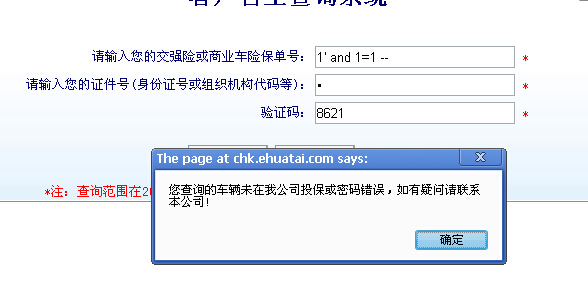 请输入您的交强险或商业车险保单号：
1' and 1=1 --
*
请输入您的证件号(身份证号或组织机构代码等)：
•
*
验证码：
8621
*
The page at chk.ehuatai.com says:
*注：查询范围在2
您查询的车辆未在我公司投保或密码错误，如有疑问请联系
本公司!
确定